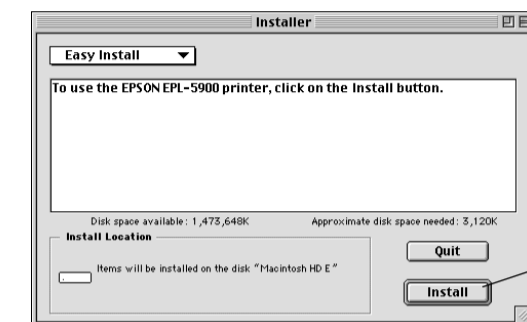 Installer
Easy Install
To use the EPSON EPL-5900 printer, click on the Install button.
Disk space available: 1,473,648K Approximate disk space needed: 3,120K
Install Location
Items will be installed on the disk "Macintosh HD E"
Quit
Install